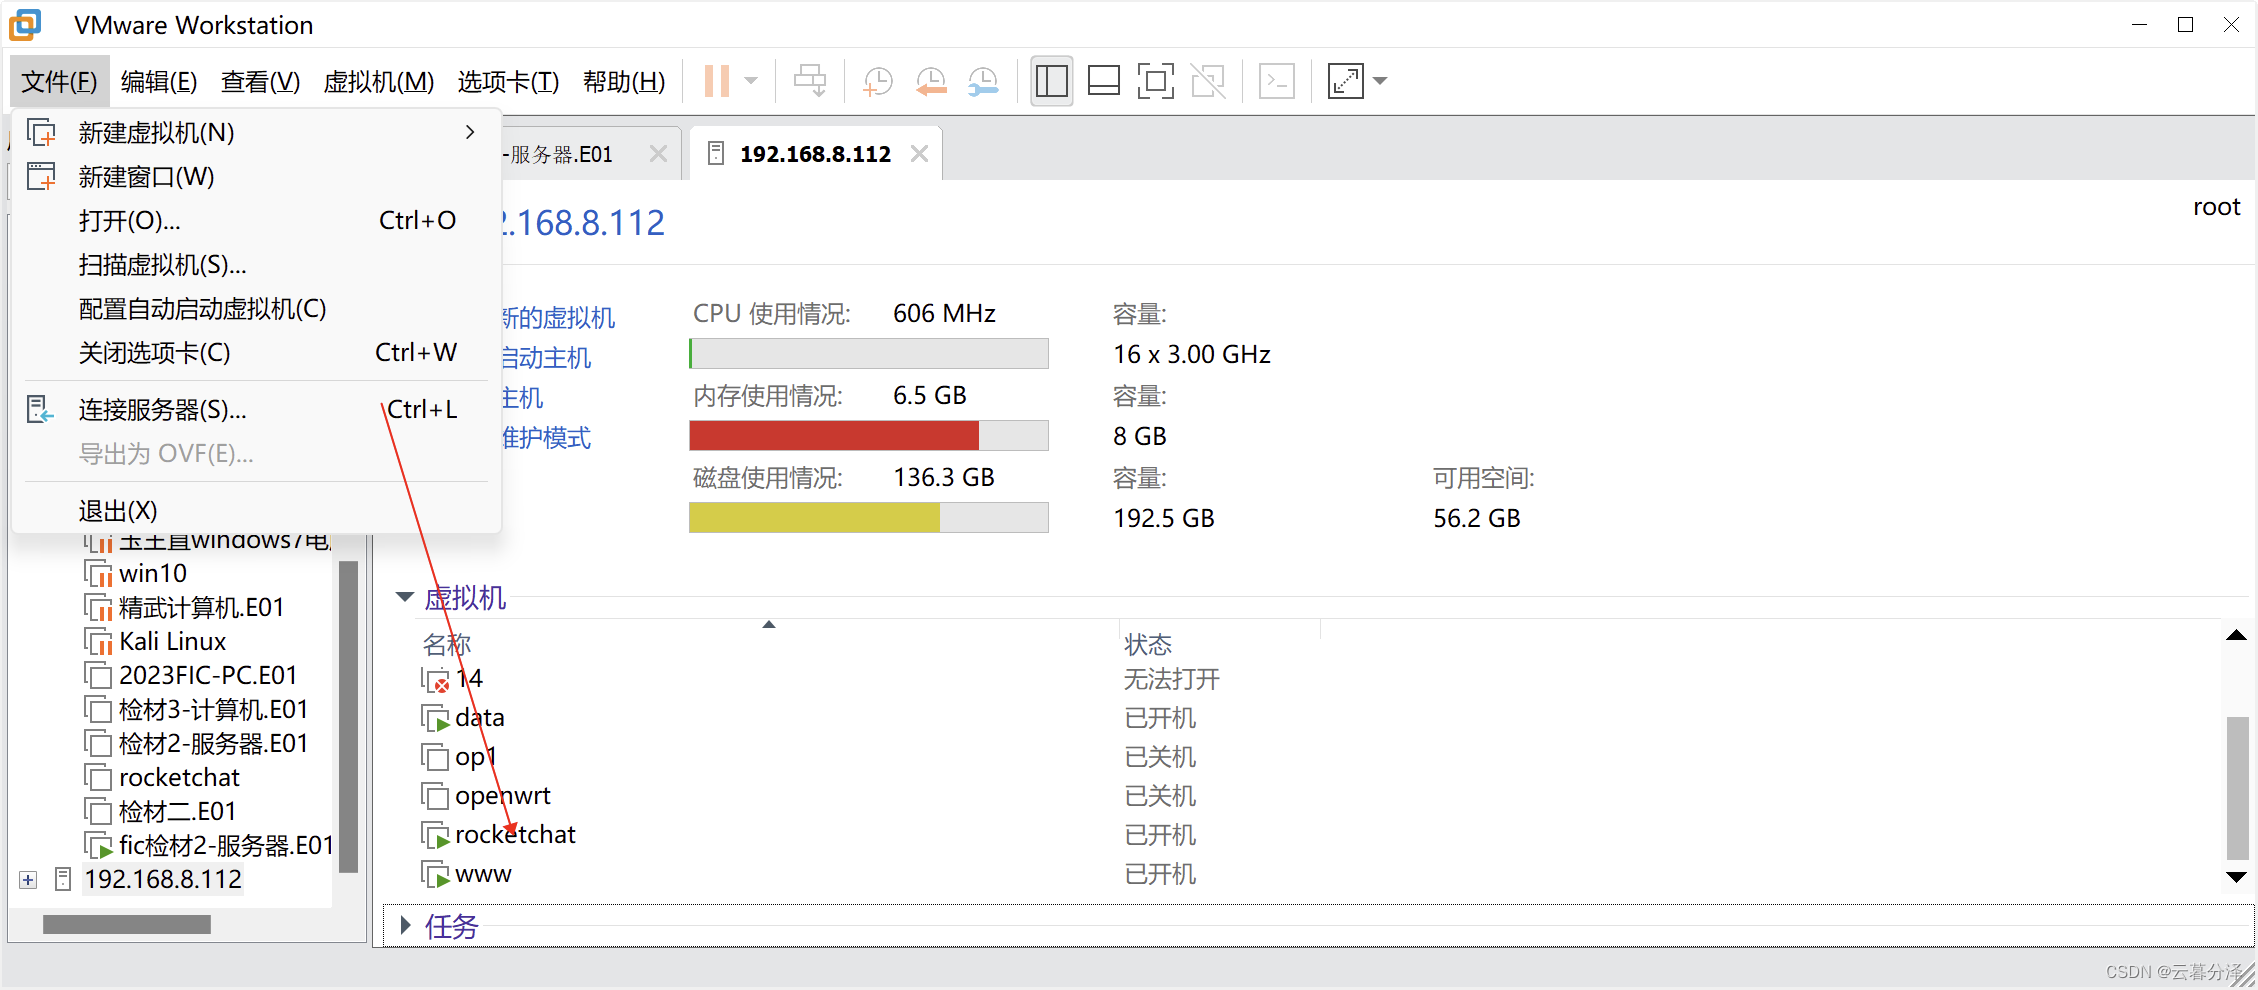 VMware Workstation
文件(F) 编辑(E) 查看(V) 虚拟机(M) 选项卡(T) 帮助(H)
新建虚拟机(N)
新建窗口(W)
打开(O)... Ctrl+O
扫描虚拟机(S)...
配置自动启动虚拟机(C)
关闭选项卡(C) Ctrl+W
连接服务器(S)... Ctrl+L
导出为 OVF(E)...
退出(X)
-服务器.E01
192.168.8.112
.168.8.112
root
新的虚拟机
启动主机
主机
维护模式
CPU 使用情况: 606 MHz 容量:
16 x 3.00 GHz
内存使用情况: 6.5 GB 容量:
8 GB
磁盘使用情况: 136.3 GB 容量: 可用空间:
192.5 GB 56.2 GB
windows7电
win10
精武计算机.E01
Kali Linux
2023FIC-PC.E01
检材3-计算机.E01
检材2-服务器.E01
rocketchat
检材二.E01
fic检材2-服务器.E01
192.168.8.112
虚拟机
名称 状态
14 无法打开
data 已开机
op1 已关机
openwrt 已关机
rocketchat 已开机
www 已开机
任务
CSDN @云暮分泽